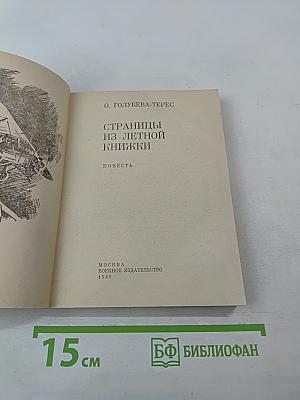 О. ГОЛУБЕВА-ТЕРЕС
СТРАНИЦЫ
ИЗ ЛЕТНОЙ
КНИЖКИ
ПОВЕСТЬ
МОСКВА
ВОЕННОЕ ИЗДАТЕЛЬСТВО
15 см
БФ БИБЛИОФАН